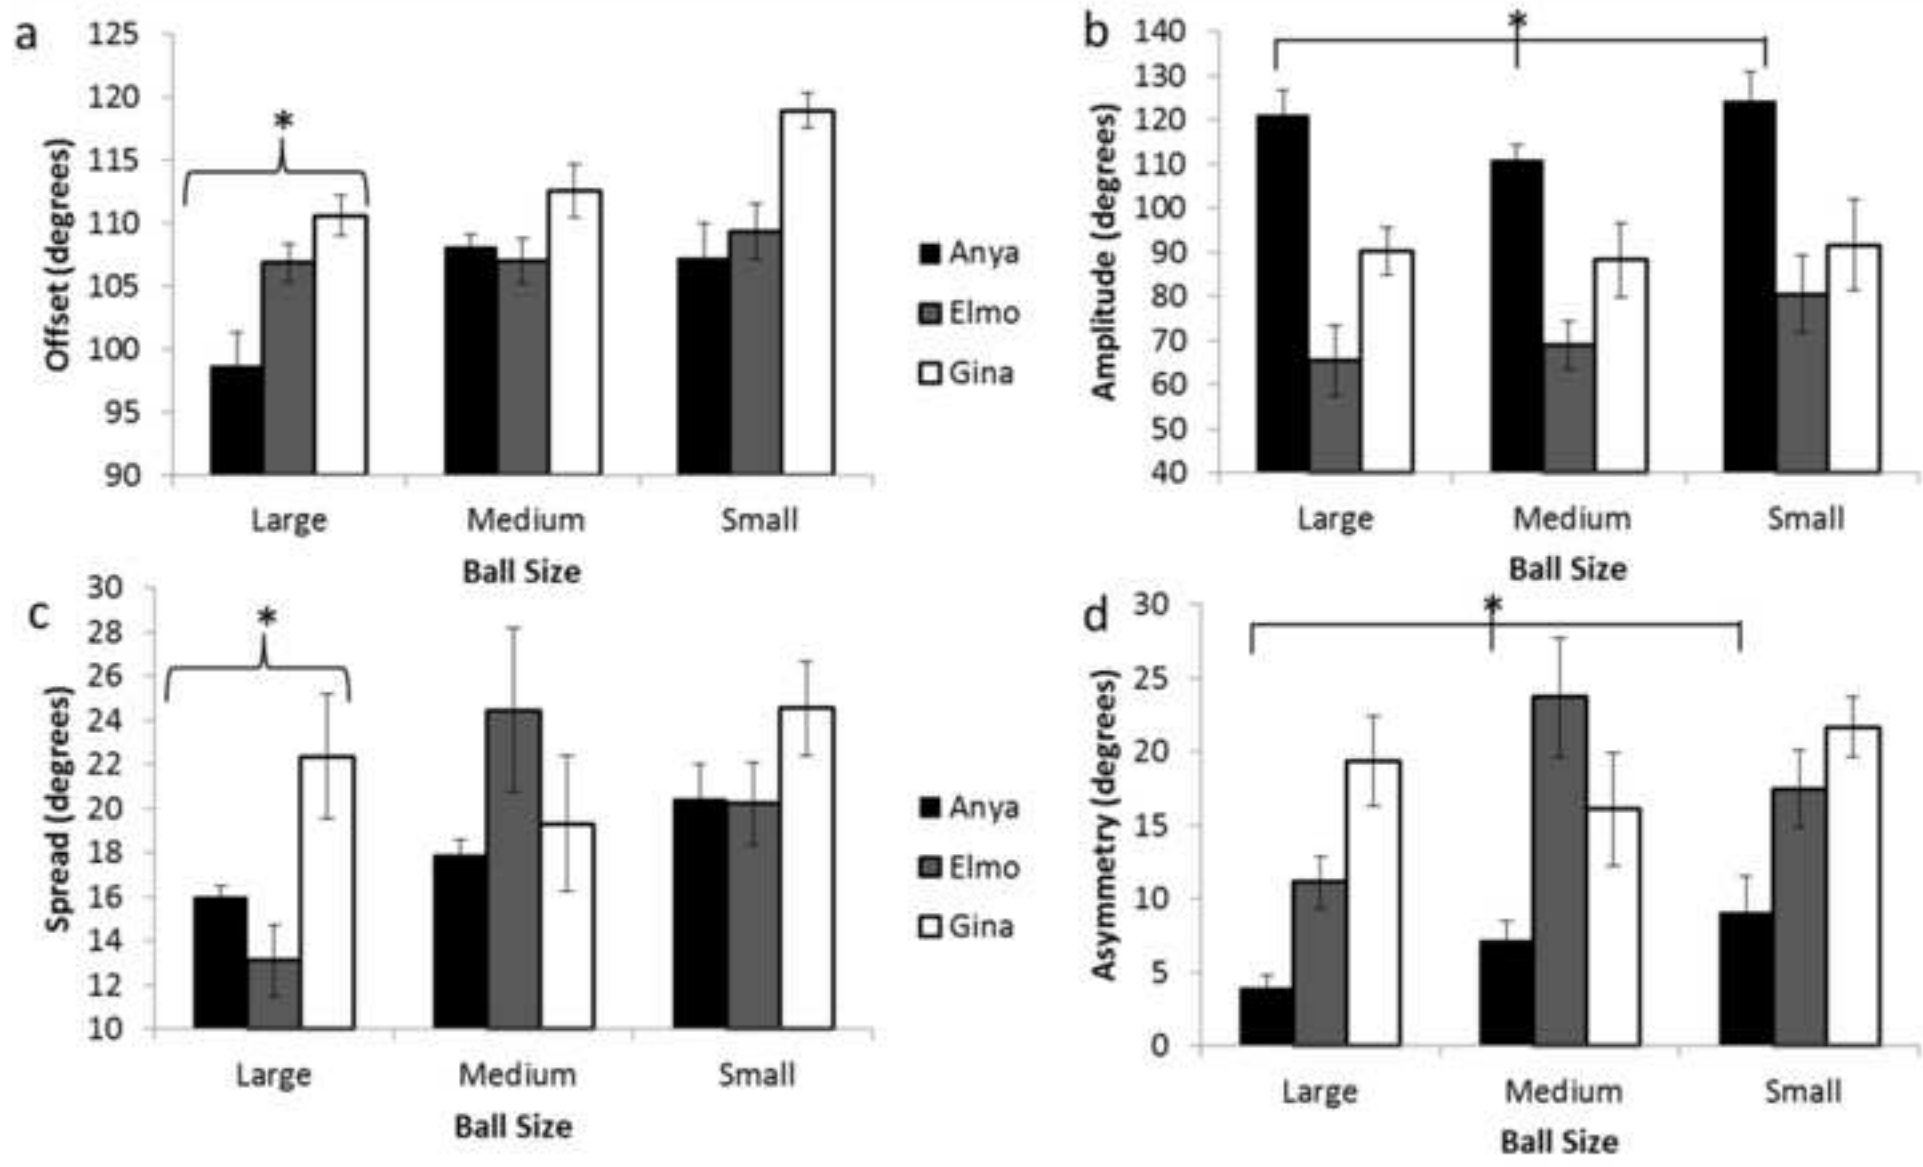 a
*
Offset (degrees)
125
120
115
110
105
100
95
90
Large
Medium
Small
Ball Size
Anya
Elmo
Gina
b
*
Amplitude (degrees)
140
130
120
110
100
90
80
70
60
50
40
Large
Medium
Small
Ball Size
c
*
Spread (degrees)
30
28
26
24
22
20
18
16
14
12
10
Large
Medium
Small
Ball Size
Anya
Elmo
Gina
d
*
Asymmetry (degrees)
30
25
20
15
10
5
0
Large
Medium
Small
Ball Size